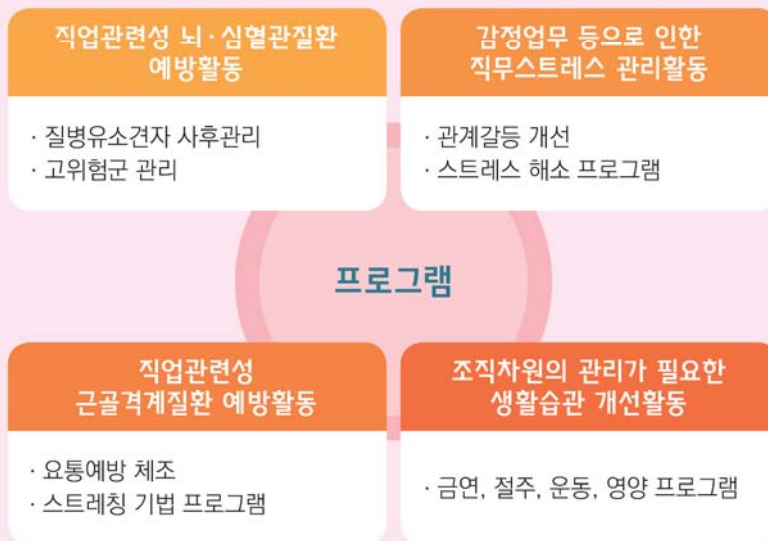 직업관련성 뇌·심혈관질환
예방활동
· 질병유소견자 사후관리
· 고위험군 관리
감정업무 등으로 인한
직무스트레스 관리활동
· 관계갈등 개선
· 스트레스 해소 프로그램
프로그램
직업관련성
근골격계질환 예방활동
· 요통예방 체조
· 스트레칭 기법 프로그램
조직차원의 관리가 필요한
생활습관 개선활동
· 금연, 절주, 운동, 영양 프로그램